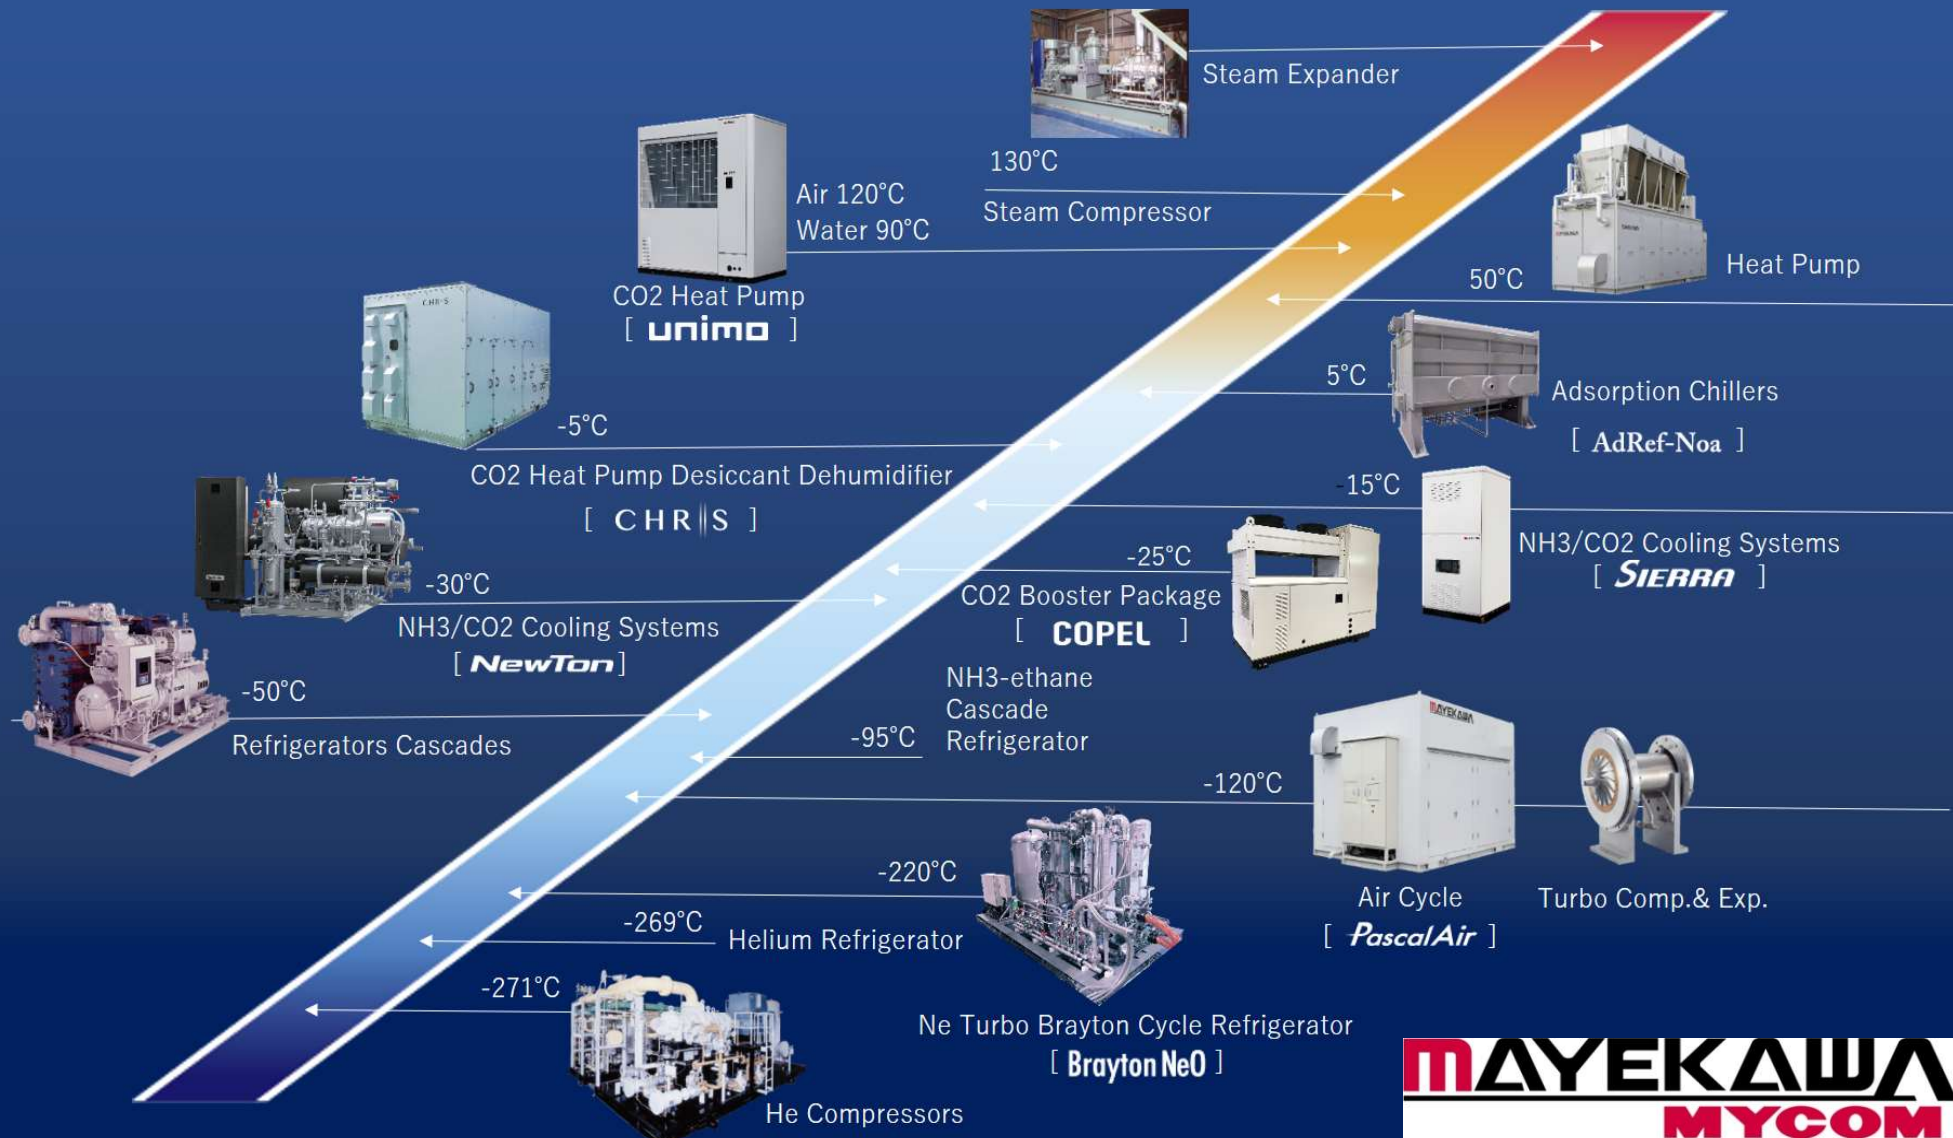 Steam Expander
130°C
Steam Compressor
Air 120°C
Water 90°C
CO2 Heat Pump
[ unimo ]
50°C
Heat Pump
CHR-S
5°C
Adsorption Chillers
[ AdRef-Noa ]
-5°C
CO2 Heat Pump Desiccant Dehumidifier
[ CHR||S ]
-15°C
NH3/CO2 Cooling Systems
[ SIERRA ]
-25°C
CO2 Booster Package
[ COPEL ]
-30°C
NH3/CO2 Cooling Systems
[ NewTon ]
-50°C
Refrigerators Cascades
NH3-ethane
Cascade
Refrigerator
-95°C
MAYEKAWA
-120°C
Air Cycle
[ PascalAir ]
Turbo Comp.& Exp.
-220°C
-269°C
Helium Refrigerator
-271°C
Ne Turbo Brayton Cycle Refrigerator
[ Brayton NeO ]
He Compressors
MAYEKAWA
MYCOM